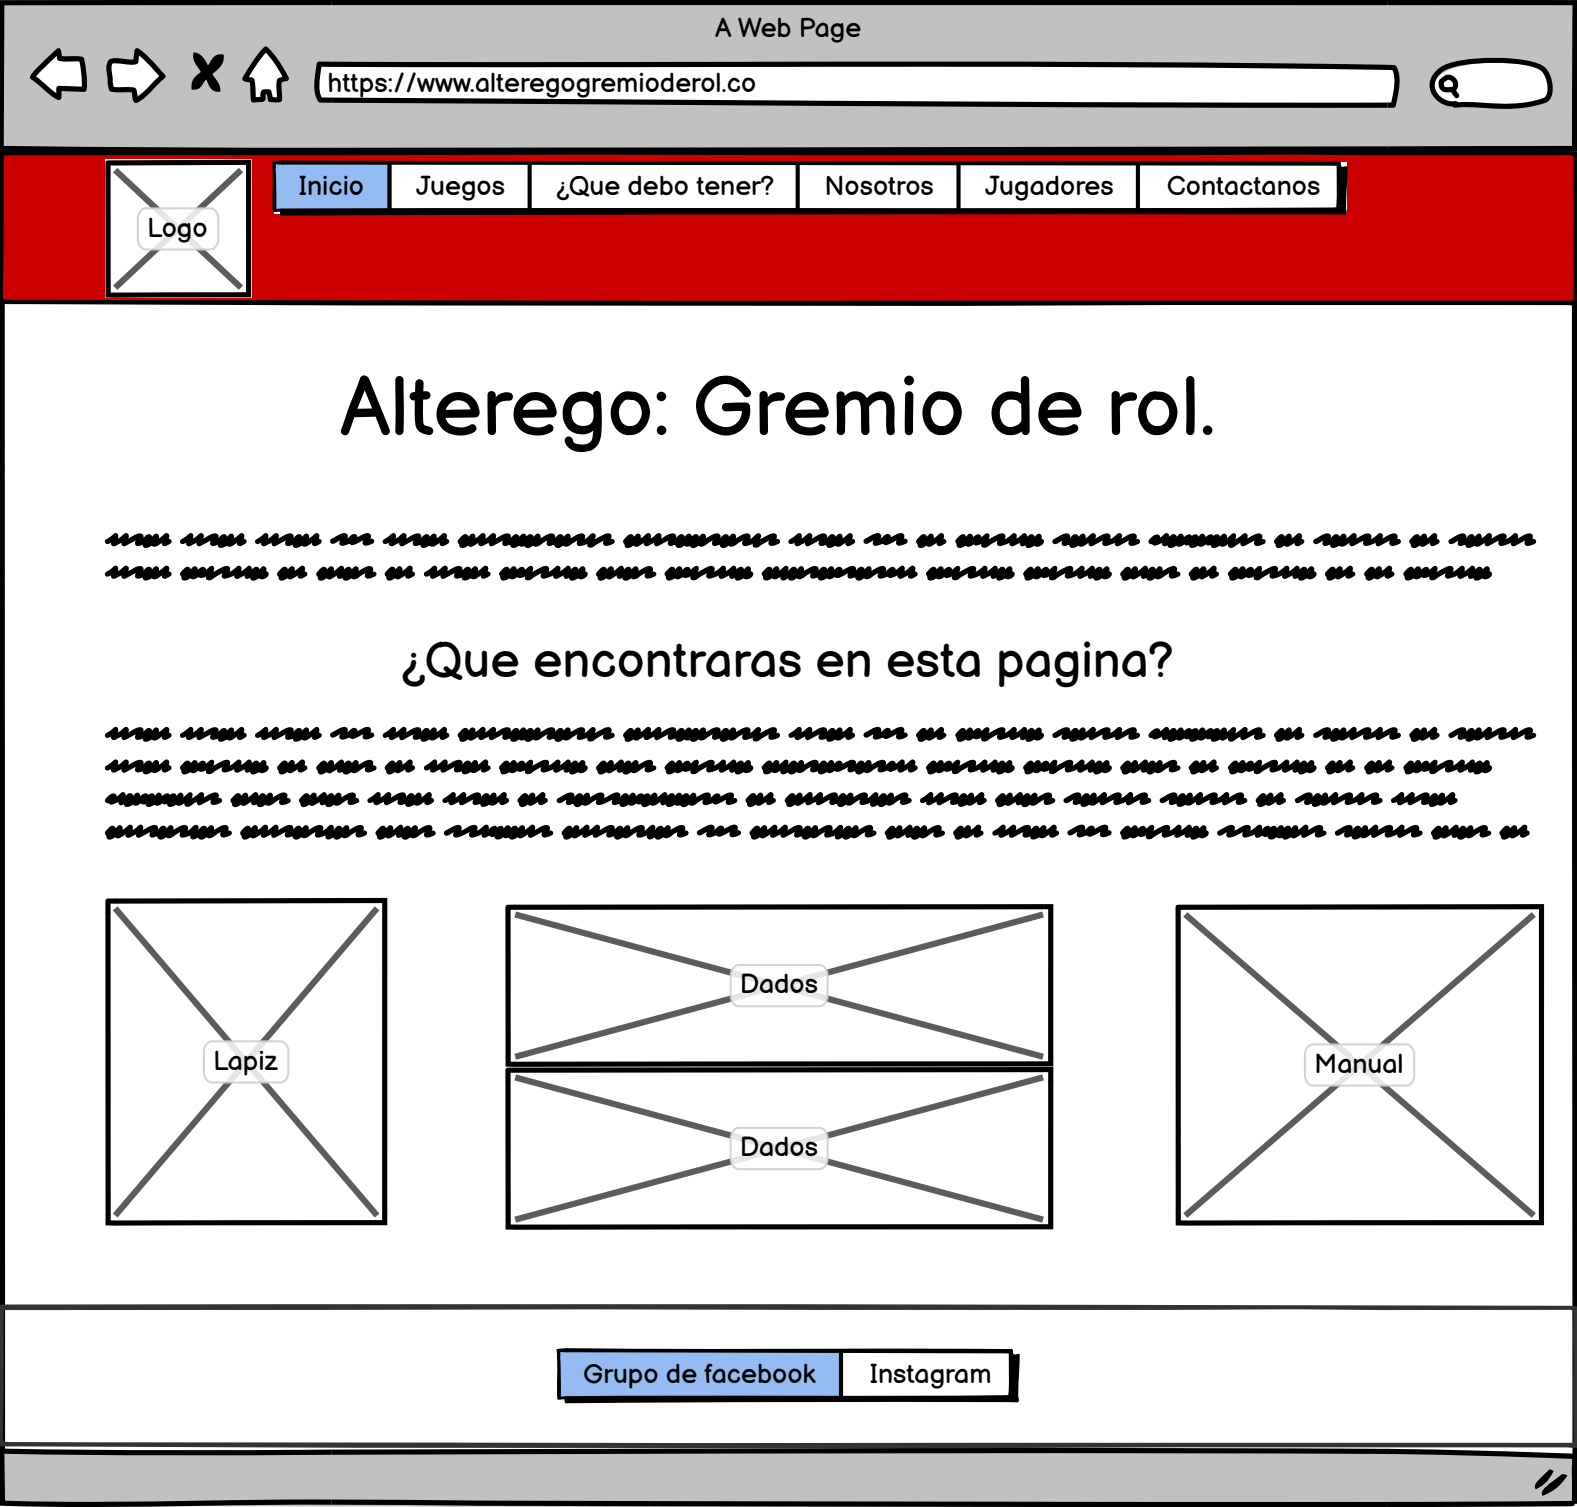 A Web Page
https://www.alteregogremioderol.co
Logo
Inicio
Juegos
¿Que debo tener?
Nosotros
Jugadores
Contactanos
Alterego: Gremio de rol.
¿Que encontraras en esta pagina?
Lapiz
Dados
Dados
Manual
Grupo de facebook
Instagram